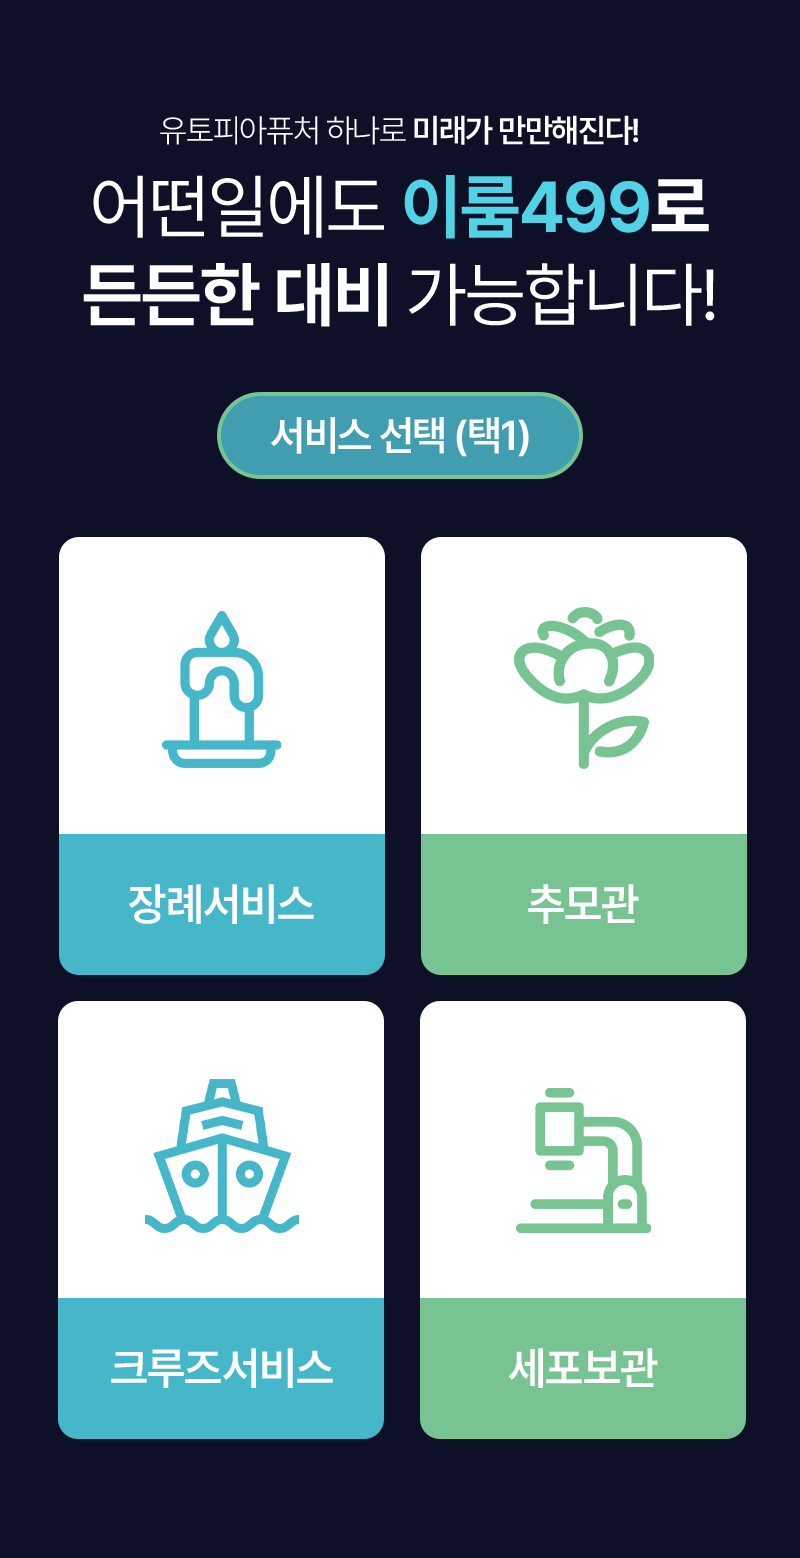 유토피아퓨처 하나로 미래가 만만해진다!
어떤일에도 이룸499로
든든한 대비 가능합니다!
서비스 선택 (택1)
장례서비스
추모관
크루즈서비스
세포보관